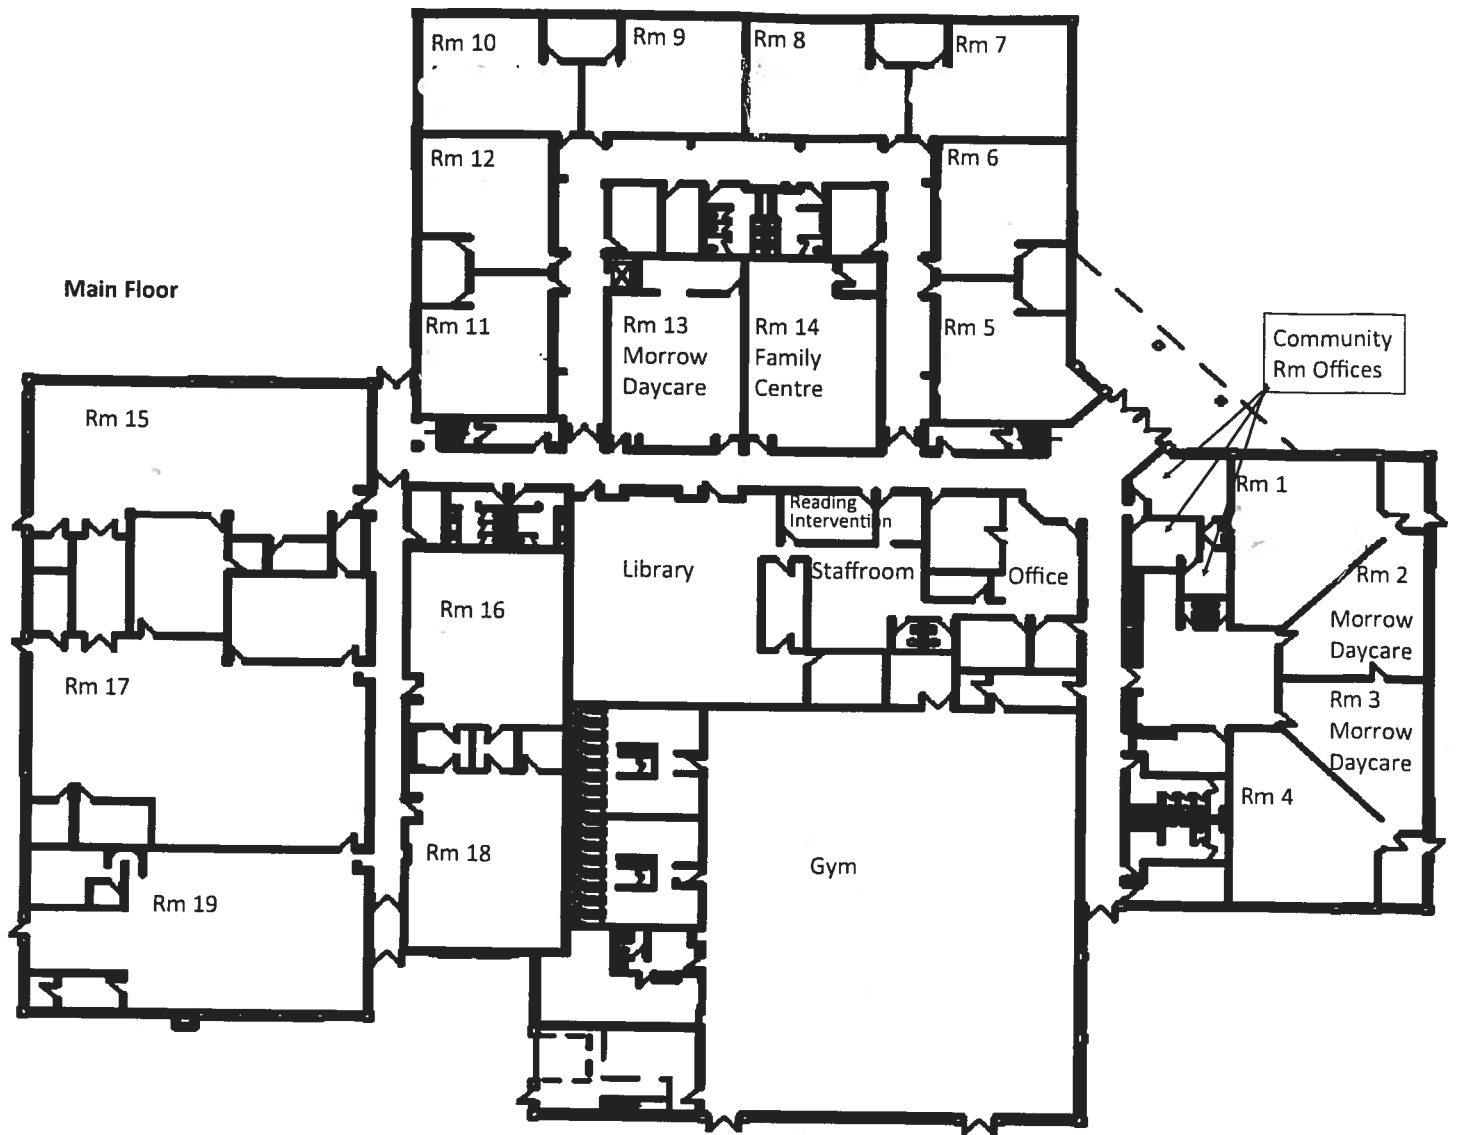 Rm 10
Rm 9
Rm 8
Rm 7
Rm 12
Rm 6
Main Floor
Rm 11
Rm 13
Morrow
Daycare
Rm 14
Family
Centre
Rm 5
Community
Rm Offices
Rm 15
Rm 1
Reading
Intervention
Library
Staffroom
Office
Rm 2
Morrow
Daycare
Rm 16
Rm 17
Rm 3
Morrow
Daycare
Rm 4
Rm 18
Gym
Rm 19